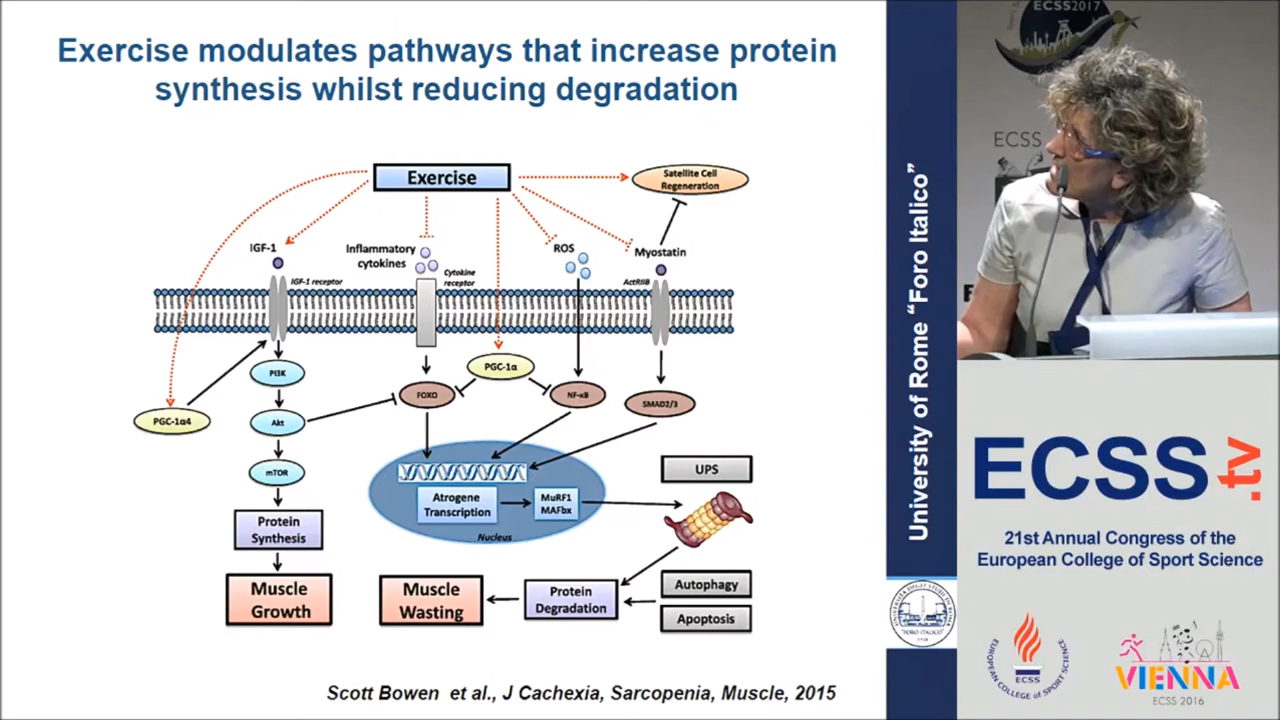 Exercise modulates pathways that increase protein
synthesis whilst reducing degradation
Exercise
Satellite Cell
Regeneration
IGF-1
Inflammatory
cytokines
ROS
Myostatin
IGF-1 receptor
Cytokine
receptor
ActRIIB
PI3K
PGC-1α
FOXO
NF-κB
SMAD2/3
PGC-1α4
Akt
mTOR
UPS
Atrogene
Transcription
MuRF1
MAFbx
Nucleus
Protein
Synthesis
Muscle
Growth
Muscle
Wasting
Protein
Degradation
Autophagy
Apoptosis
Scott Bowen et al., J Cachexia, Sarcopenia, Muscle, 2015
University of Rome "Foro Italico"
"FORO ITALICO"
ECSS2017
ECSS
ECSS.tv
21st Annual Congress of the
European College of Sport Science
EUROPEAN COLLEGE OF SPORT SCIENCE
ECSS
VIENNA
ECSS 2016